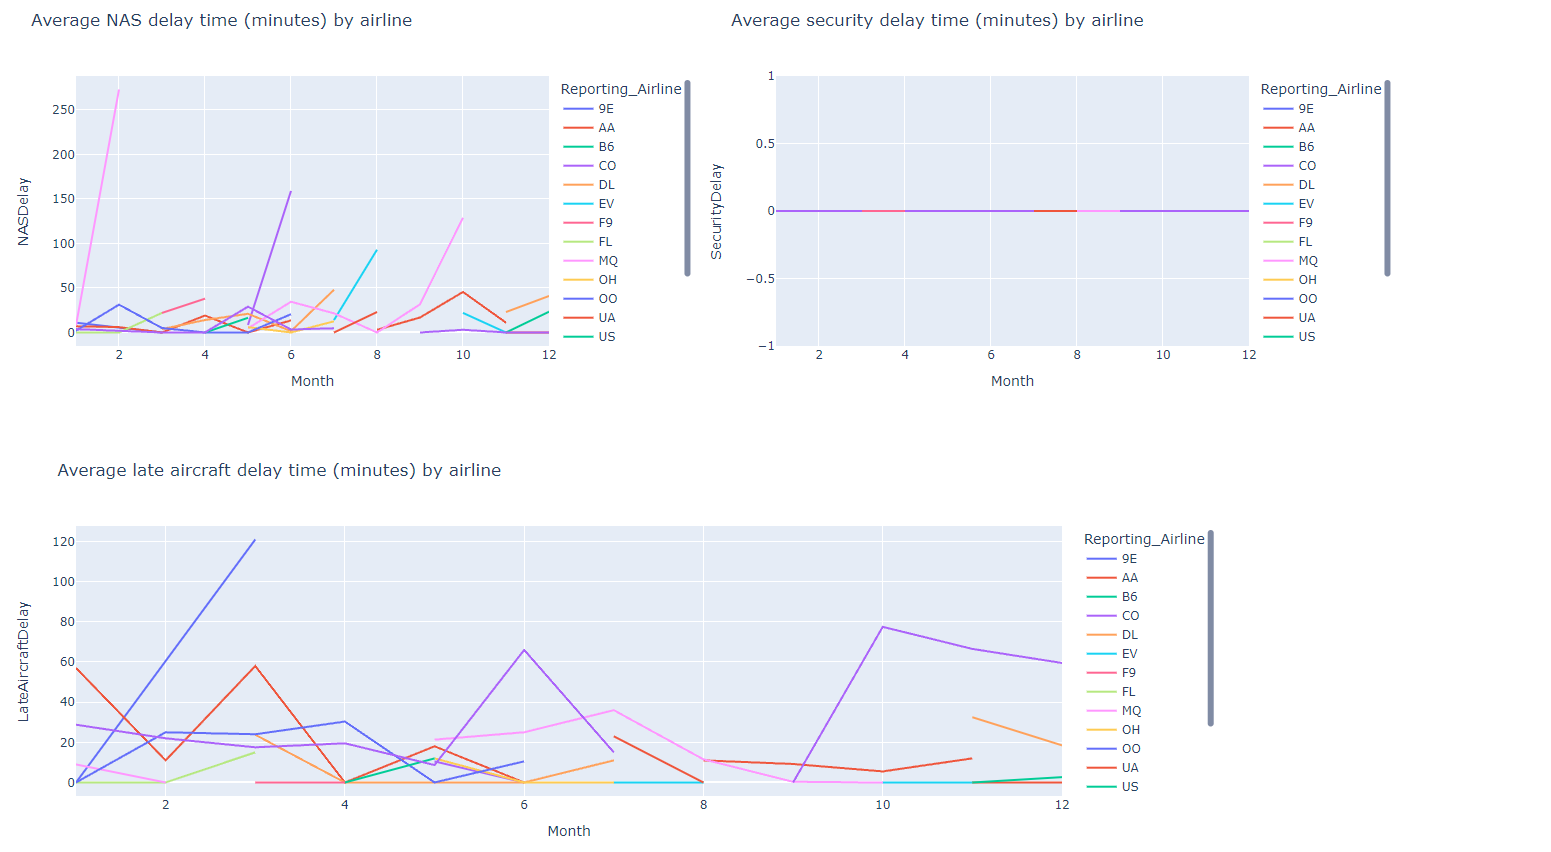 Average NAS delay time (minutes) by airline
250
200
150
100
50
0
NASDelay
2 4 6 8 10 12
Month
Reporting_Airline
9E
AA
B6
CO
DL
EV
F9
FL
MQ
OH
OO
UA
US
Average security delay time (minutes) by airline
1
0.5
0
−0.5
−1
SecurityDelay
2 4 6 8 10 12
Month
Reporting_Airline
9E
AA
B6
CO
DL
EV
F9
FL
MQ
OH
OO
UA
US
Average late aircraft delay time (minutes) by airline
120
100
80
60
40
20
0
LateAircraftDelay
2 4 6 8 10 12
Month
Reporting_Airline
9E
AA
B6
CO
DL
EV
F9
FL
MQ
OH
OO
UA
US